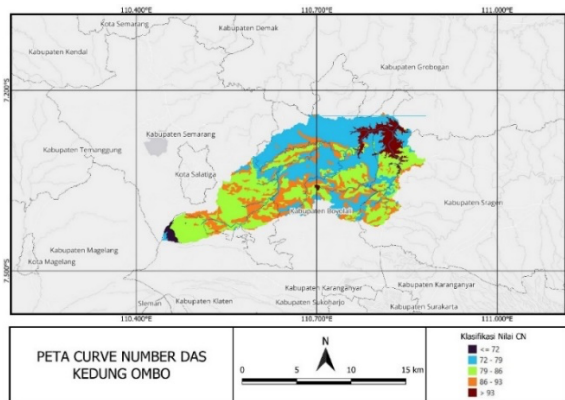 110.400°E
110.700°E
111.000°E
Kota Semarang
Kabupaten Demak
Kabupaten Kendal
Kabupaten Grobogan
7.200°S
Kabupaten Semarang
Kabupaten Temanggung
Kota Salatiga
Kabupaten Sragen
Kabupaten Boyolali
Kabupaten Magelang
Kota Magelang
7.500°S
Kabupaten Karanganyar
Kabupaten Karanganyar
Sleman
Kabupaten Klaten
Kabupaten Sukoharjo
Kabupaten Surakarta
110.400°E
110.700°E
111.000°E
PETA CURVE NUMBER DAS
KEDUNG OMBO
N
0 5 10 15 km
Klasifikasi Nilai CN
<= 72
72 - 79
79 - 86
86 - 93
> 93